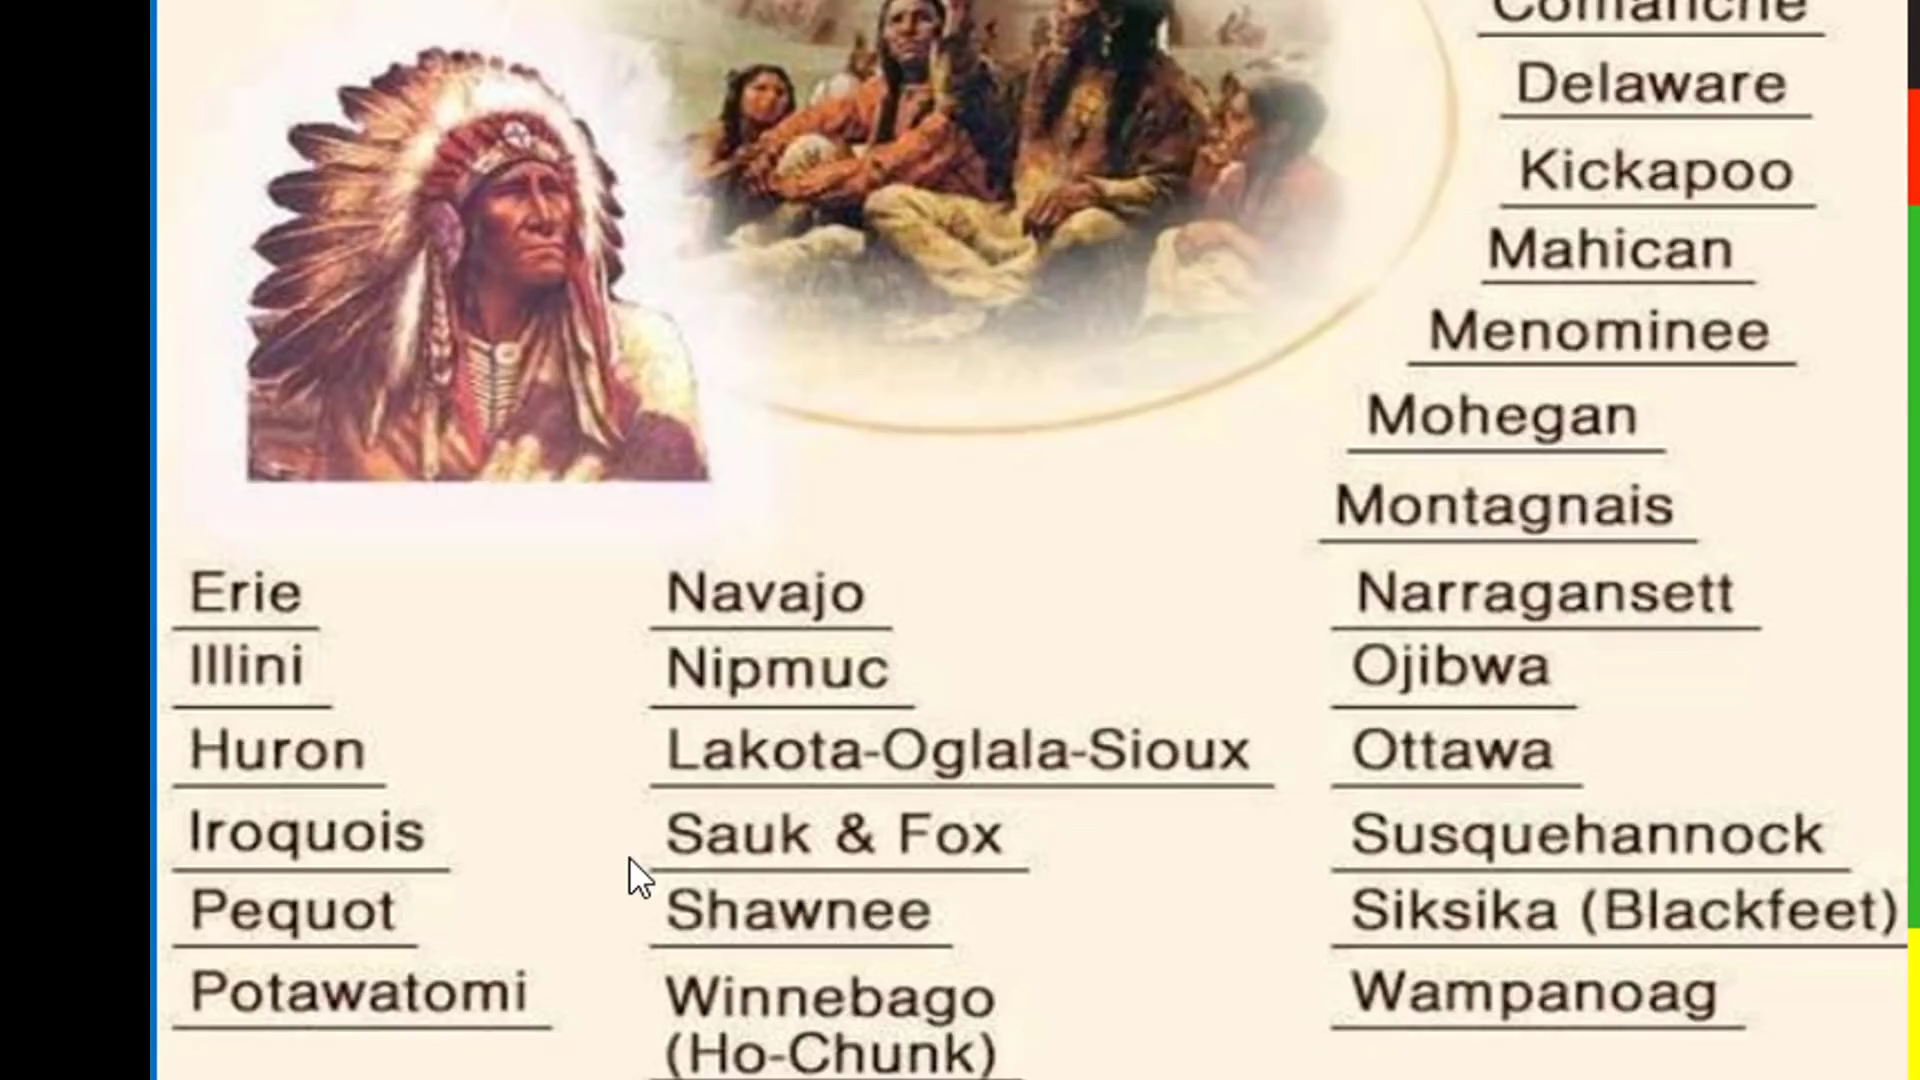 Comanche
Delaware
Kickapoo
Mahican
Menominee
Mohegan
Montagnais
Erie
Navajo
Narragansett
Illini
Nipmuc
Ojibwa
Huron
Lakota-Oglala-Sioux
Ottawa
Iroquois
Sauk & Fox
Susquehannock
Pequot
Shawnee
Siksika (Blackfeet)
Potawatomi
Winnebago
(Ho-Chunk)
Wampanoag